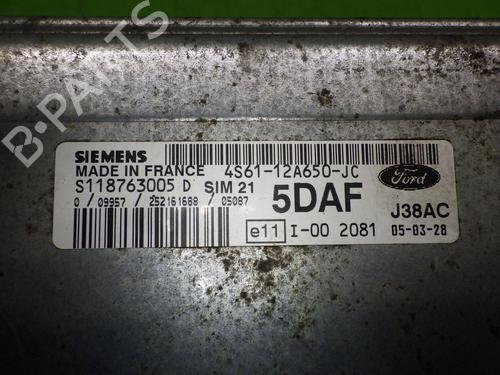 B-PARTS
SIEMENS
MADE IN FRANCE 4S61-12A650-JC
S118763005 D SIM 21
0 / 09957 / 252161688 / 05087
5DAF
Ford
J38AC
e11 I-00 2081 05-03-28